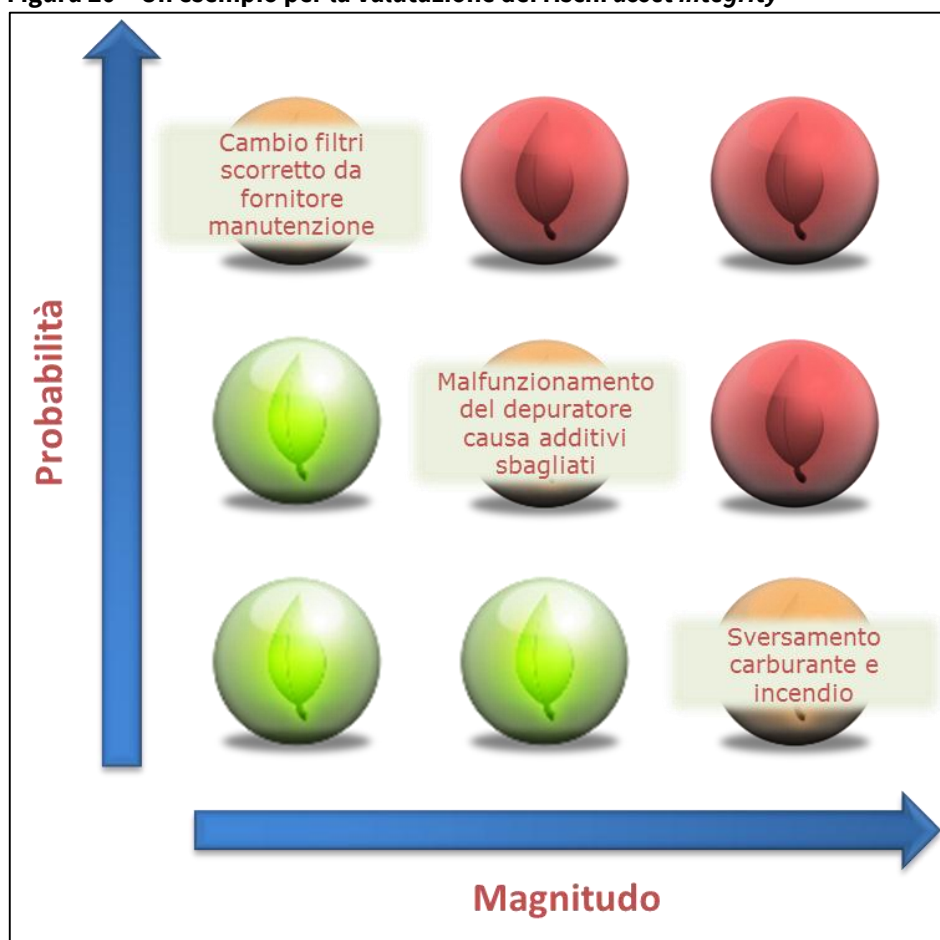 Cambio filtri
scorretto da
fornitore
manutenzione
Probabilità
Malfunzionamento
del depuratore
causa additivi
sbagliati
Sversamento
carburante e
incendio
Magnitudo